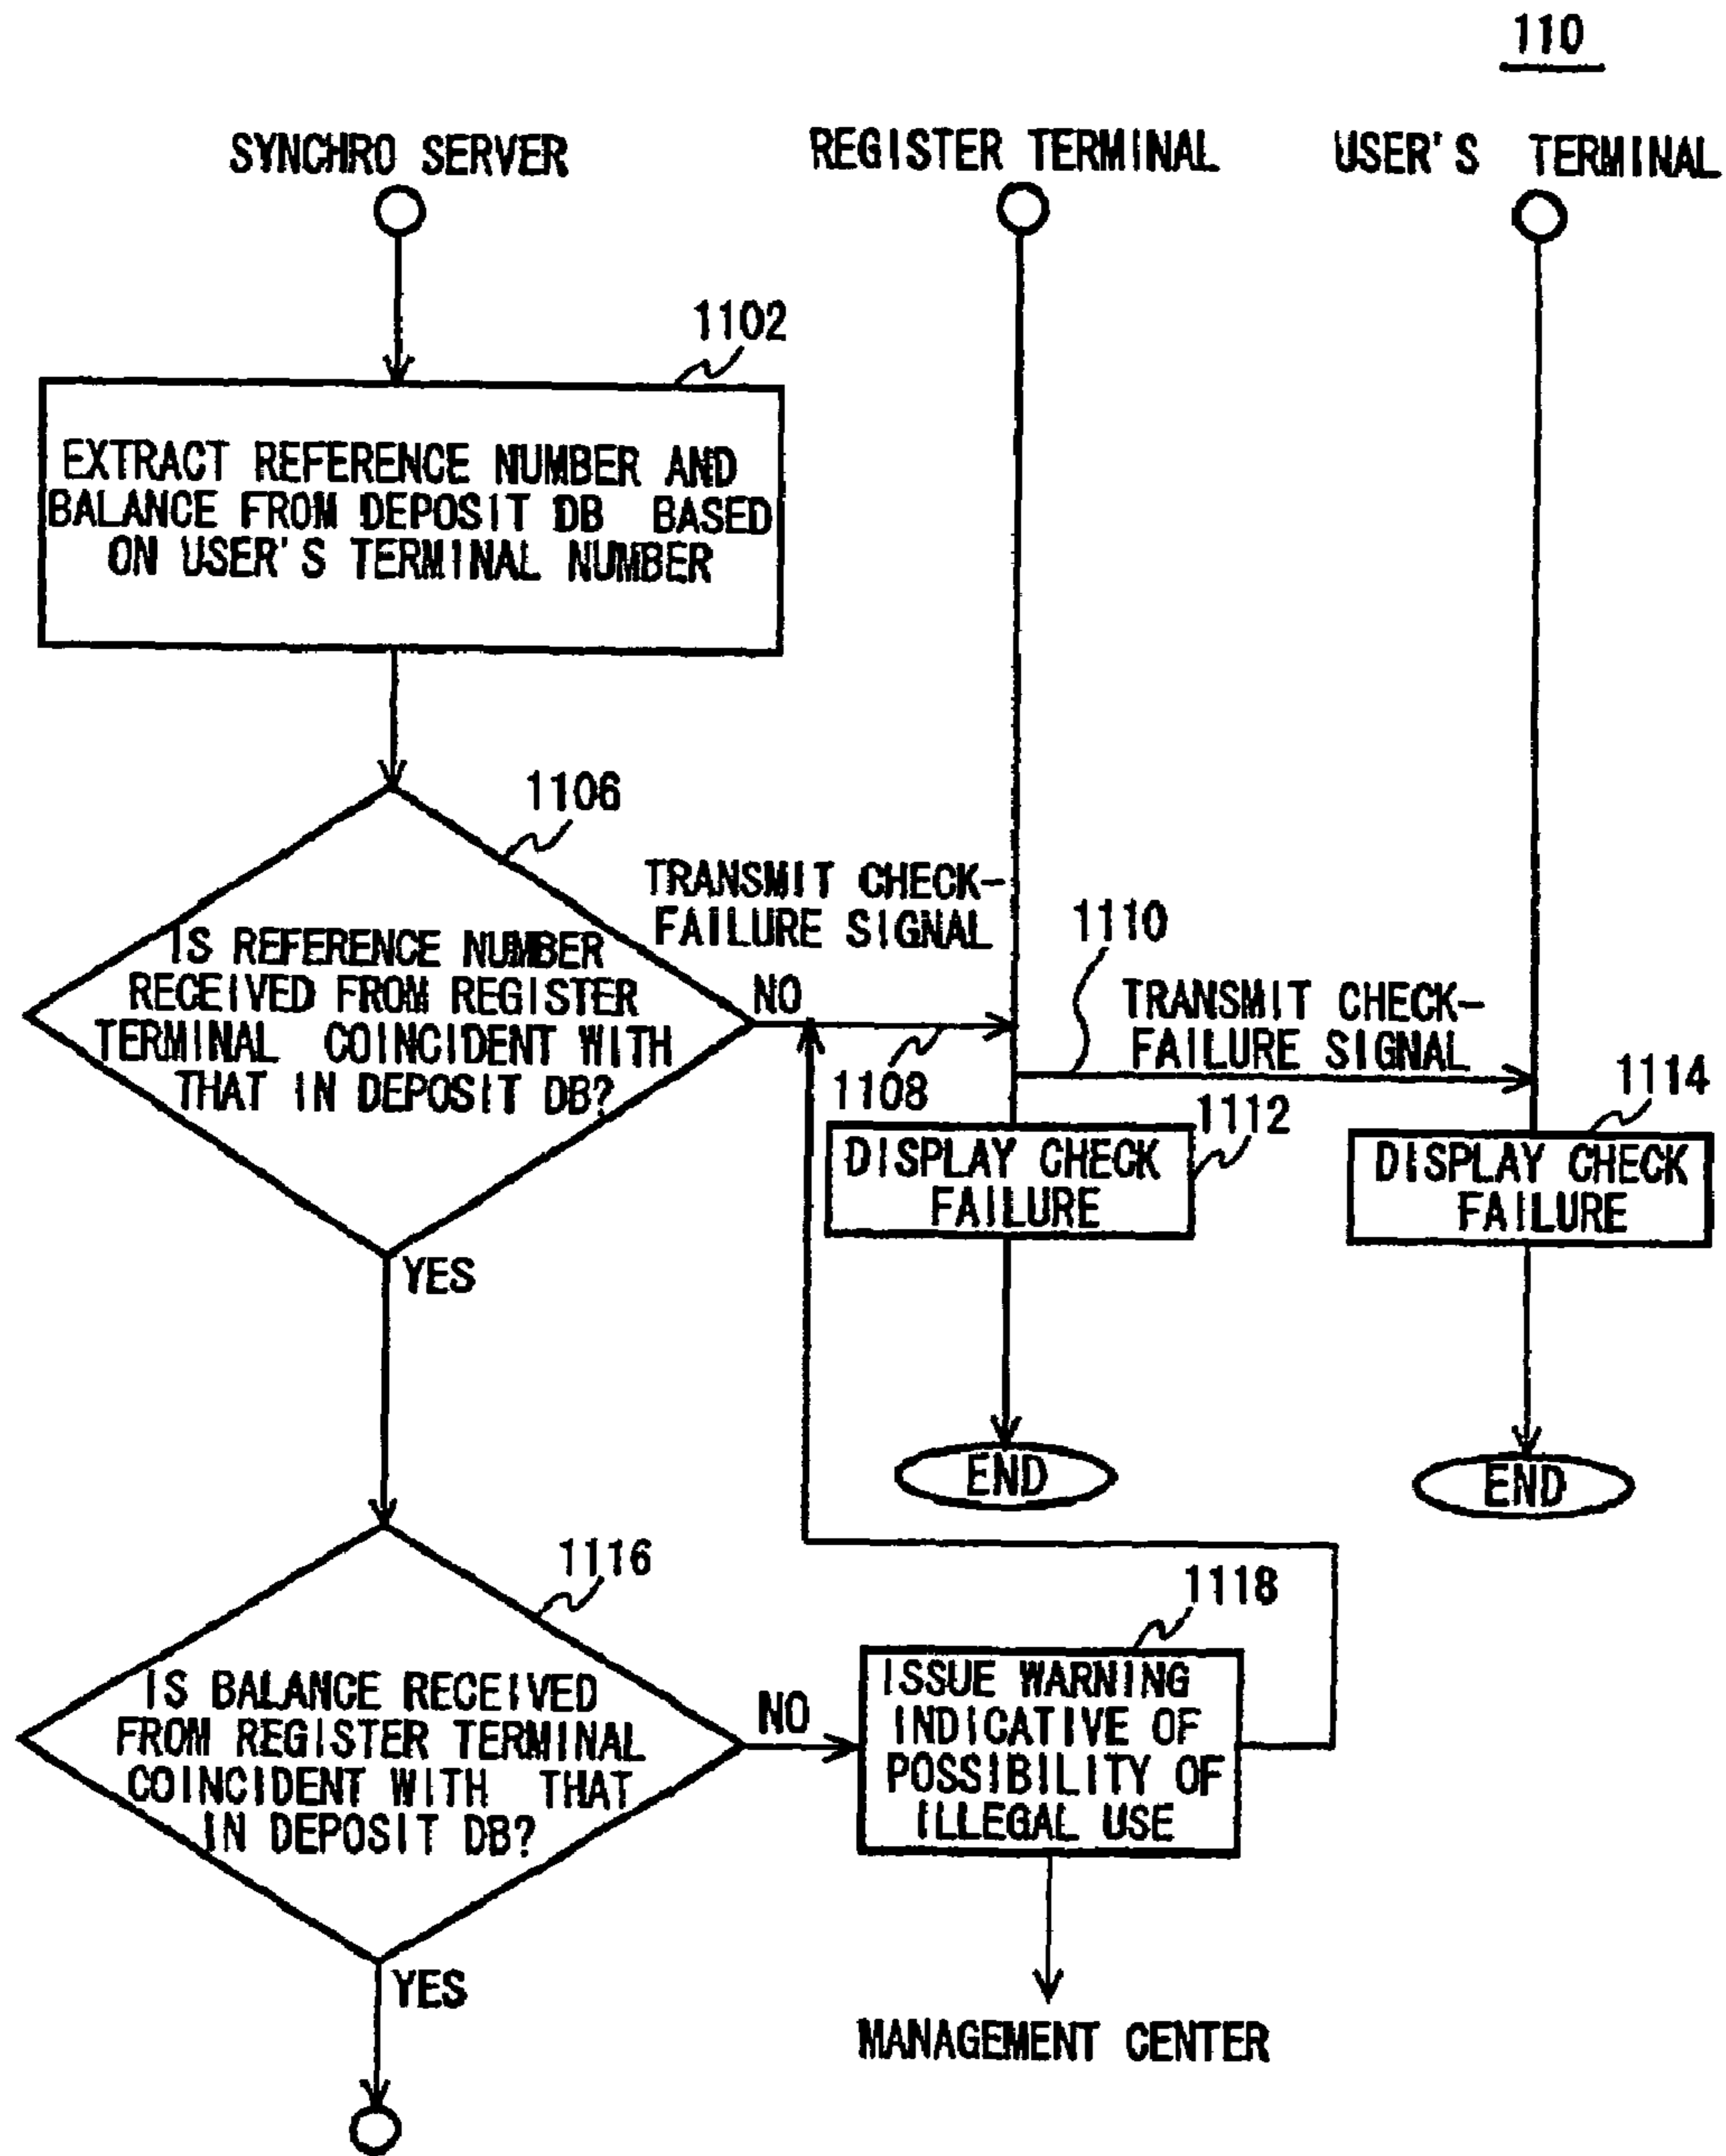 110
SYNCHRO SERVER
REGISTER TERMINAL
USER'S TERMINAL
1102
EXTRACT REFERENCE NUMBER AND
BALANCE FROM DEPOSIT DB BASED
ON USER'S TERMINAL NUMBER
1106
TRANSMIT CHECK-
FAILURE SIGNAL
IS REFERENCE NUMBER
RECEIVED FROM REGISTER
TERMINAL COINCIDENT WITH
THAT IN DEPOSIT DB?
NO
1108
1110
TRANSMIT CHECK-
FAILURE SIGNAL
1112
DISPLAY CHECK
FAILURE
1114
DISPLAY CHECK
FAILURE
YES
END
END
1116
IS BALANCE RECEIVED
FROM REGISTER TERMINAL
COINCIDENT WITH THAT
IN DEPOSIT DB?
NO
1118
ISSUE WARNING
INDICATIVE OF
POSSIBILITY OF
ILLEGAL USE
YES
MANAGEMENT CENTER